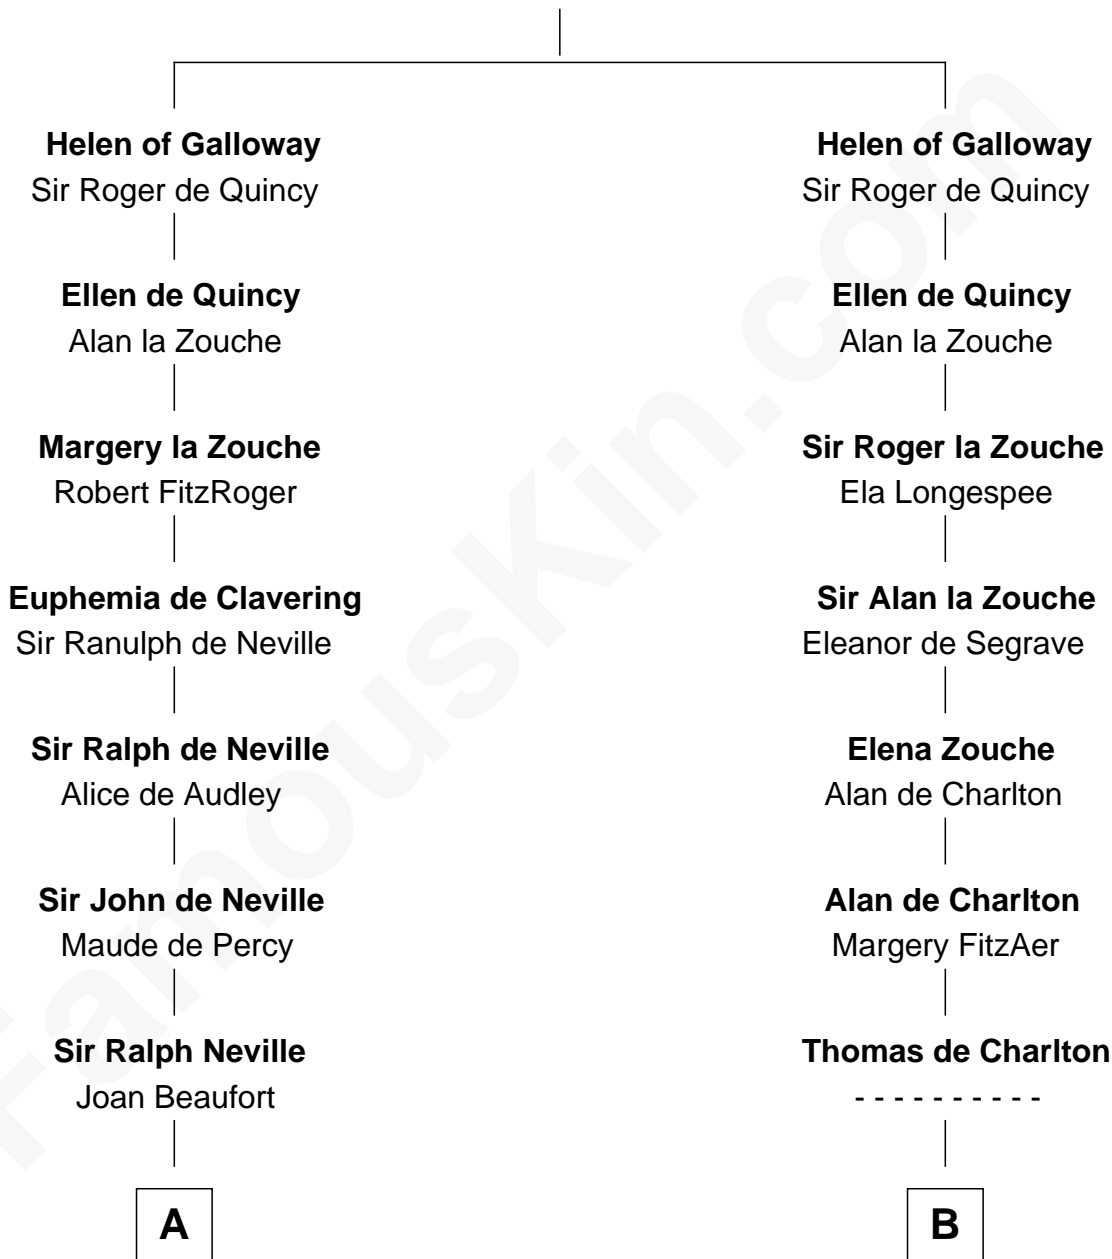 Helen of Galloway
Sir Roger de Quincy
Ellen de Quincy
Alan la Zouche
Margery la Zouche
Robert FitzRoger
Euphemia de Clavering
Sir Ranulph de Neville
Sir Ralph de Neville
Alice de Audley
Sir John de Neville
Maude de Percy
Sir Ralph Neville
Joan Beaufort
A
Helen of Galloway
Sir Roger de Quincy
Ellen de Quincy
Alan la Zouche
Sir Roger la Zouche
Ela Longespee
Sir Alan la Zouche
Eleanor de Segrave
Elena Zouche
Alan de Charlton
Alan de Charlton
Margery FitzAer
Thomas de Charlton
- - - - - - - - - -
B
FamousKin.com